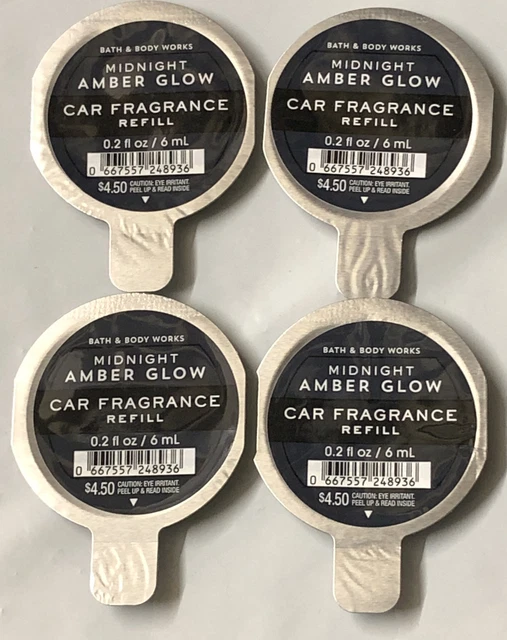 BATH & BODY WORKS
MIDNIGHT
AMBER GLOW
CAR FRAGRANCE
REFILL
0.2 fl oz / 6 mL
0 667557 248936
$4.50 CAUTION: EYE IRRITANT.
PEEL UP & READ INSIDE
BATH & BODY WORKS
MIDNIGHT
AMBER GLOW
CAR FRAGRANCE
REFILL
0.2 fl oz / 6 mL
0 667557 248936
$4.50 CAUTION: EYE IRRITANT.
PEEL UP & READ INSIDE
BATH & BODY WORKS
MIDNIGHT
AMBER GLOW
CAR FRAGRANCE
REFILL
0.2 fl oz / 6 mL
0 667557 248936
$4.50 CAUTION: EYE IRRITANT.
PEEL UP & READ INSIDE
BATH & BODY WORKS
MIDNIGHT
AMBER GLOW
CAR FRAGRANCE
REFILL
0.2 fl oz / 6 mL
0 667557 248936
$4.50 CAUTION: EYE IRRITANT.
PEEL UP & READ INSIDE